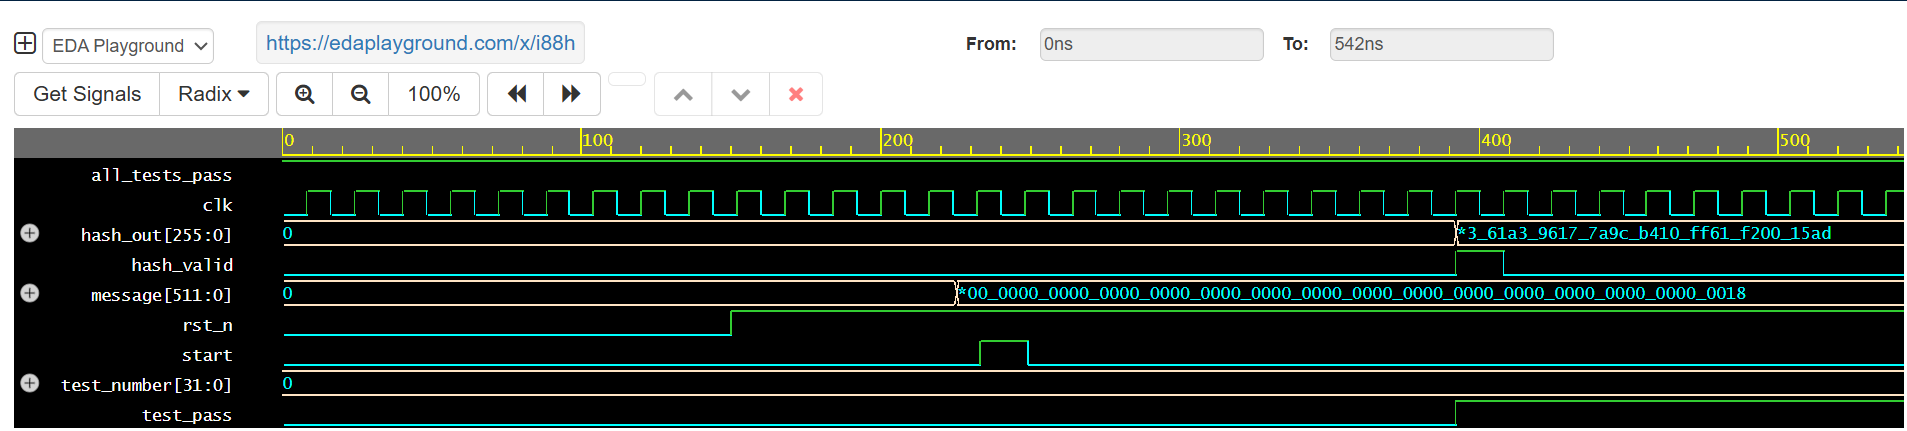 EDA Playground https://edaplayground.com/x/i88h From: 0ns To: 542ns
Get Signals Radix 100%
0 100 200 300 400 500
all_tests_pass
clk
hash_out[255:0] 0 *3_61a3_9617_7a9c_b410_ff61_f200_15ad
hash_valid
message[511:0] 0 *00_0000_0000_0000_0000_0000_0000_0000_0000_0000_0000_0000_0000_0000_0000_0018
rst_n
start
test_number[31:0] 0
test_pass